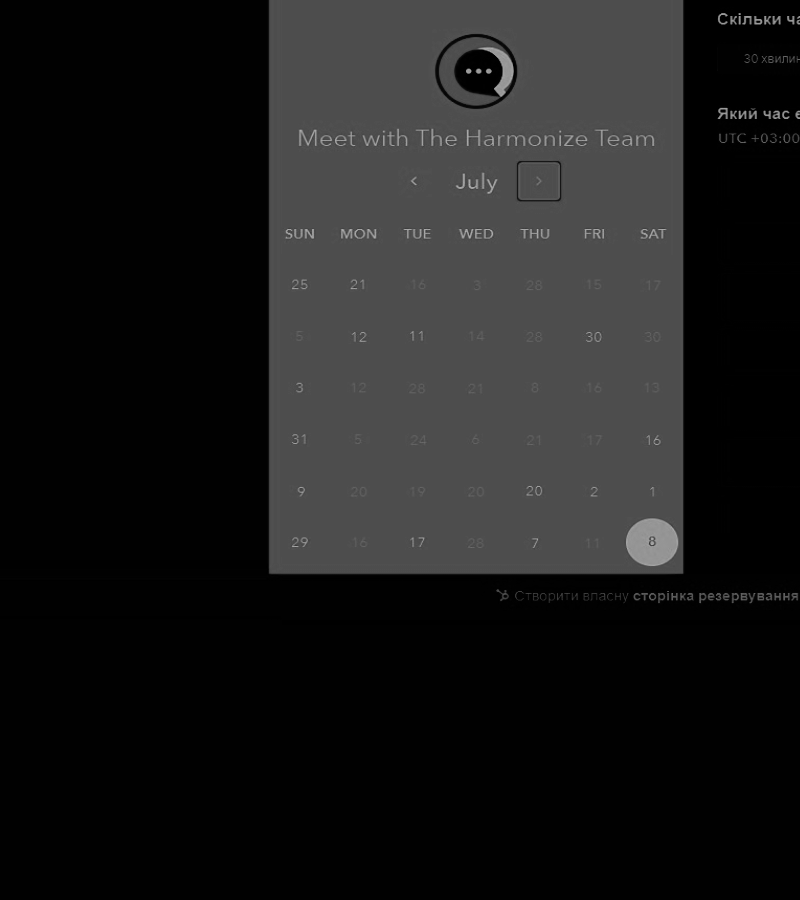 Скільки ча
30 хвилин
Meet with The Harmonize Team
Який час є
UTC +03:00
July
SUN MON TUE WED THU FRI SAT
25 21 16 3 28 15 17
5 12 11 14 28 30 30
3 12 28 21 8 16 13
31 5 24 6 21 17 16
9 20 19 20 20 2 1
29 16 17 28 7 11 8
Створити власну сторінка резервування